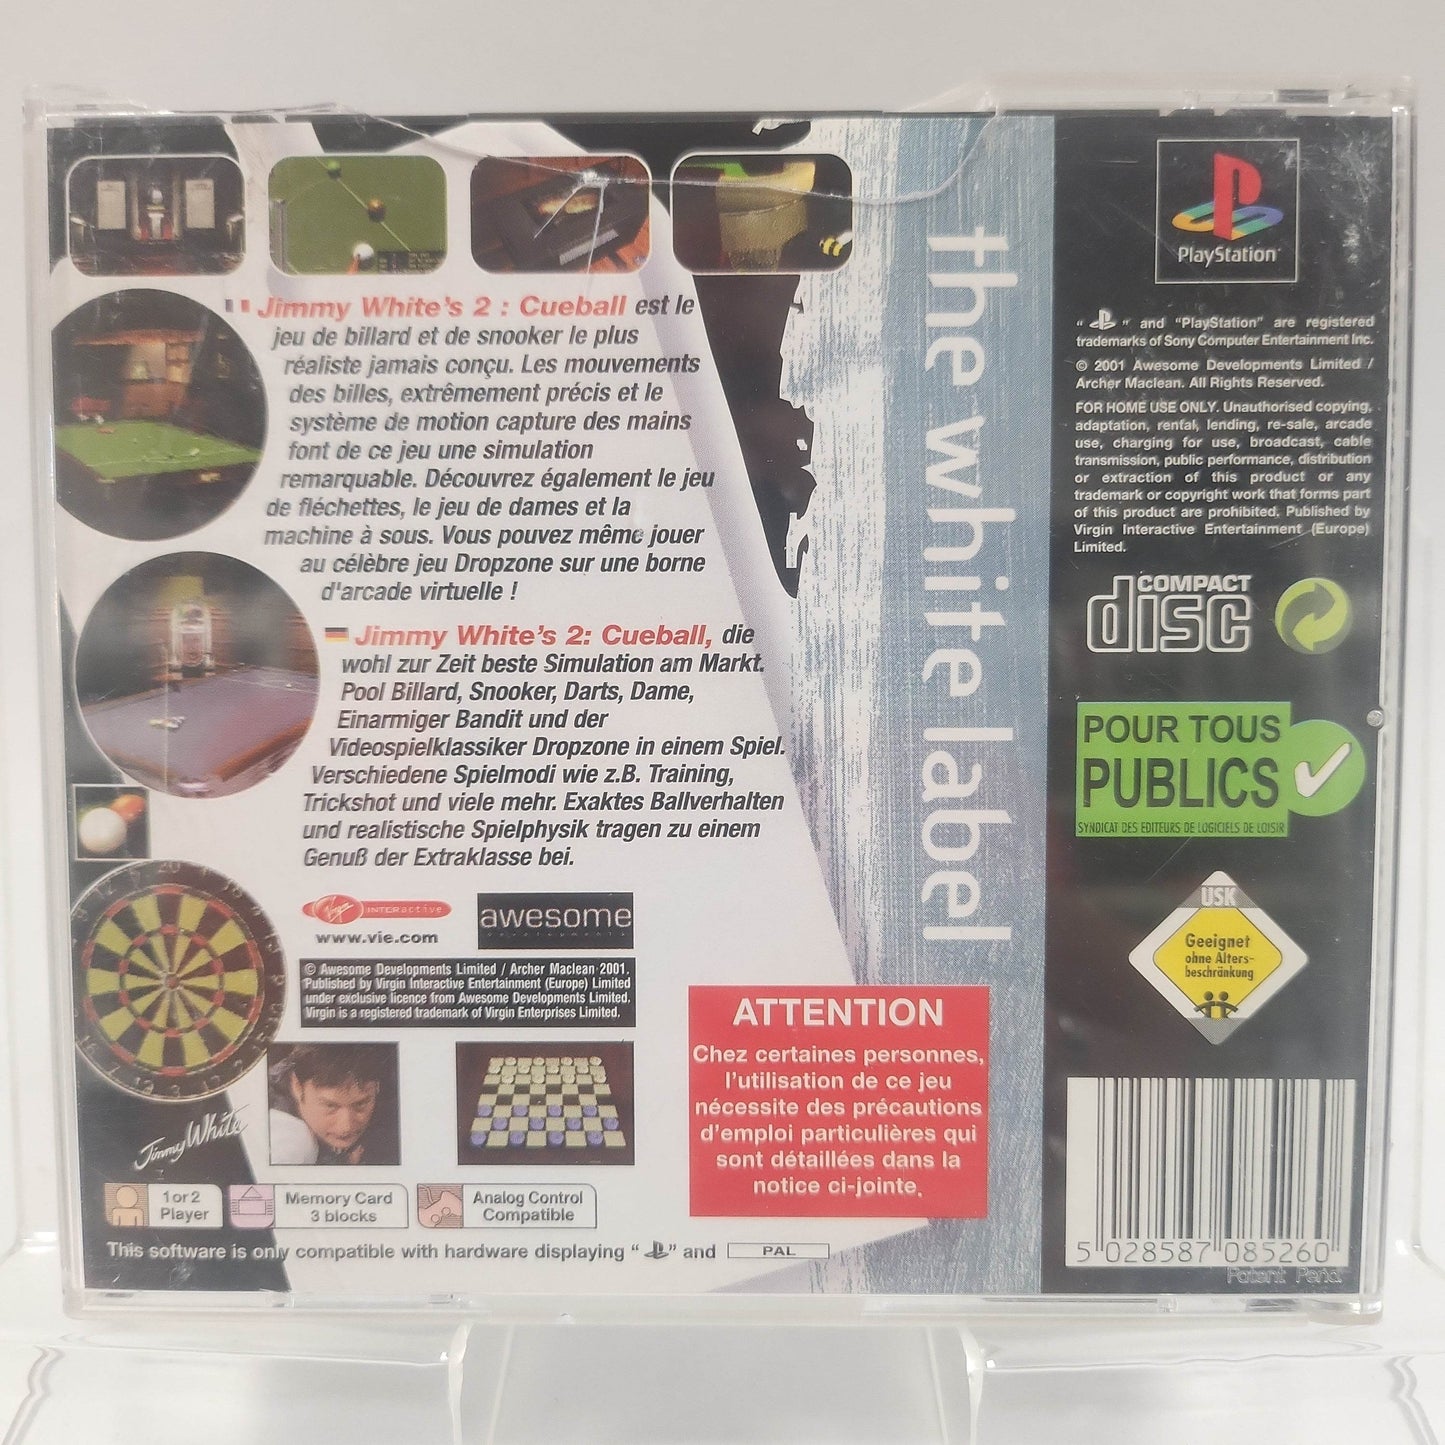 Jimmy White's 2 : Cueball est le
jeu de billard et de snooker le plus
réaliste jamais conçu. Les mouvements
des billes, extrêmement précis et le
système de motion capture des mains
font de ce jeu une simulation
remarquable. Découvrez également le jeu
de fléchettes, le jeu de dames et la
machine à sous. Vous pouvez même jouer
au célèbre jeu Dropzone sur une borne
d'arcade virtuelle !
Jimmy White's 2: Cueball, die
wohl zur Zeit beste Simulation am Markt.
Pool Billard, Snooker, Darts, Dame,
Einarmiger Bandit und der
Videospielklassiker Dropzone in einem Spiel.
Verschiedene Spielmodi wie z.B. Training,
Trickshot und viele mehr. Exaktes Ballverhalten
und realistische Spielphysik tragen zu einem
Genuß der Extraklasse bei.
Virgin INTERactive
www.vie.com
awesome
developments
© Awesome Developments Limited / Archer Maclean 2001.
Published by Virgin Interactive Entertainment (Europe) Limited
under exclusive licence from Awesome Developments Limited.
Virgin is a registered trademark of Virgin Enterprises Limited.
Jimmy White
1 or 2
Player
Memory Card
3 blocks
Analog Control
Compatible
This software is only compatible with hardware displaying " " and PAL
ATTENTION
Chez certaines personnes,
l'utilisation de ce jeu
nécessite des précautions
d'emploi particulières qui
sont détaillées dans la
notice ci-jointe.
the white label
PlayStation
" " and "PlayStation" are registered
trademarks of Sony Computer Entertainment Inc.
© 2001 Awesome Developments Limited /
Archer Maclean. All Rights Reserved.
FOR HOME USE ONLY. Unauthorised copying,
adaptation, rental, lending, re-sale, arcade
use, charging for use, broadcast, cable
transmission, public performance, distribution
or extraction of this product or any
trademark or copyright work that forms part
of this product are prohibited. Published by
Virgin Interactive Entertainment (Europe)
Limited.
COMPACT
disc
POUR TOUS
PUBLICS
SYNDICAT DES EDITEURS DE LOGICIELS DE LOISIR
USK
Geeignet
ohne Alters-
beschränkung
5 028587 085260
Patent Pend.